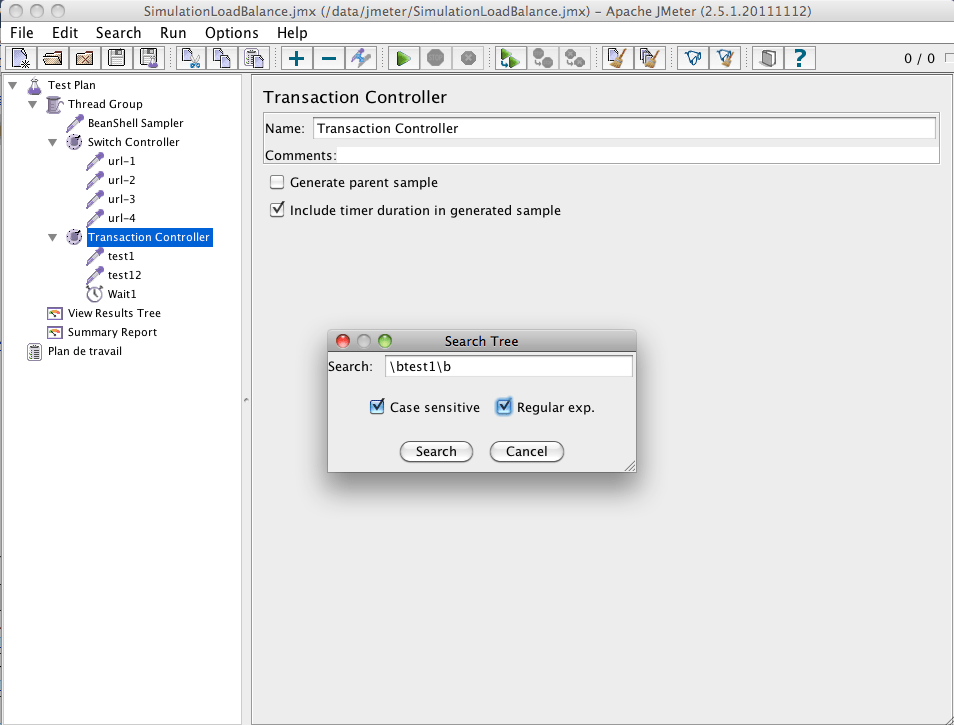 SimulationLoadBalance.jmx (/data/jmeter/SimulationLoadBalance.jmx) – Apache JMeter (2.5.1.20111112)
File Edit Search Run Options Help
? 0 / 0
Test Plan
Thread Group
BeanShell Sampler
Switch Controller
url-1
url-2
url-3
url-4
Transaction Controller
test1
test12
Wait1
View Results Tree
Summary Report
Plan de travail
Transaction Controller
Name: Transaction Controller
Comments:
Generate parent sample
Include timer duration in generated sample
Search Tree
Search: \btest1\b
Case sensitive Regular exp.
Search Cancel